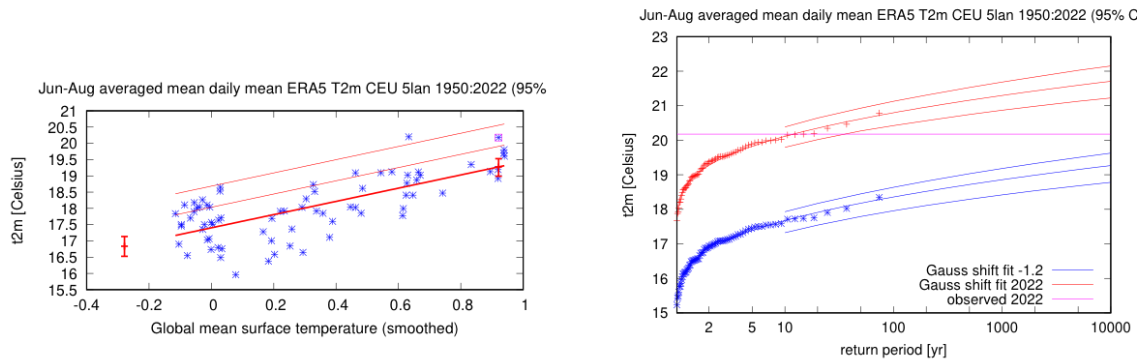 Jun-Aug averaged mean daily mean ERA5 T2m CEU 5lan 1950:2022 (95%
21
20.5
20
19.5
19
18.5
18
17.5
17
16.5
16
15.5
-0.4 -0.2 0 0.2 0.4 0.6 0.8 1
t2m [Celsius]
Global mean surface temperature (smoothed)
Jun-Aug averaged mean daily mean ERA5 T2m CEU 5lan 1950:2022 (95% C
23
22
21
20
19
18
17
16
15
2 5 10 100 1000 10000
t2m [Celsius]
return period [yr]
Gauss shift fit -1.2
Gauss shift fit 2022
observed 2022